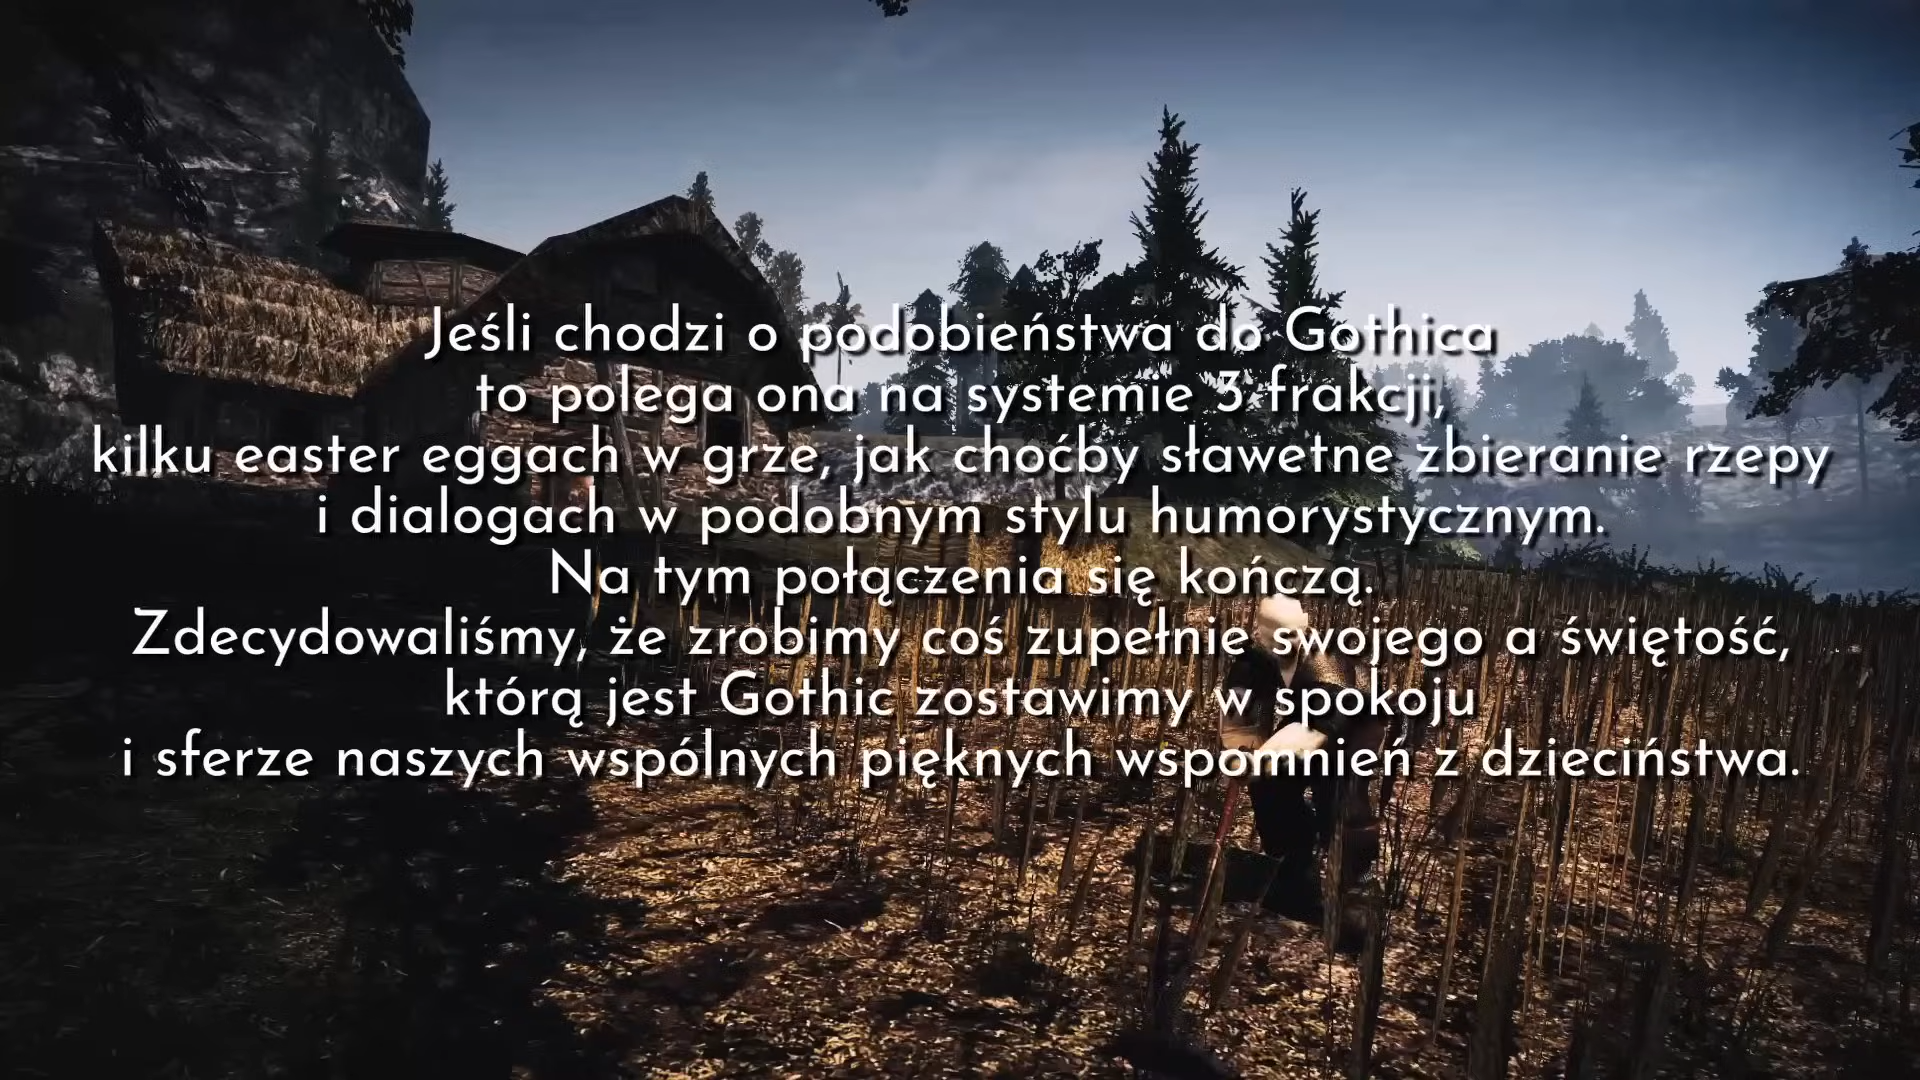 Jeśli chodzi o podobieństwa do Gothica
to polega ona na systemie 3 frakcji,
kilku easter eggach w grze, jak choćby sławetne zbieranie rzepy
i dialogach w podobnym stylu humorystycznym.
Na tym połączenia się kończą.
Zdecydowaliśmy, że zrobimy coś zupełnie swojego a świętość,
którą jest Gothic zostawimy w spokoju
i sferze naszych wspólnych pięknych wspomnień z dzieciństwa.